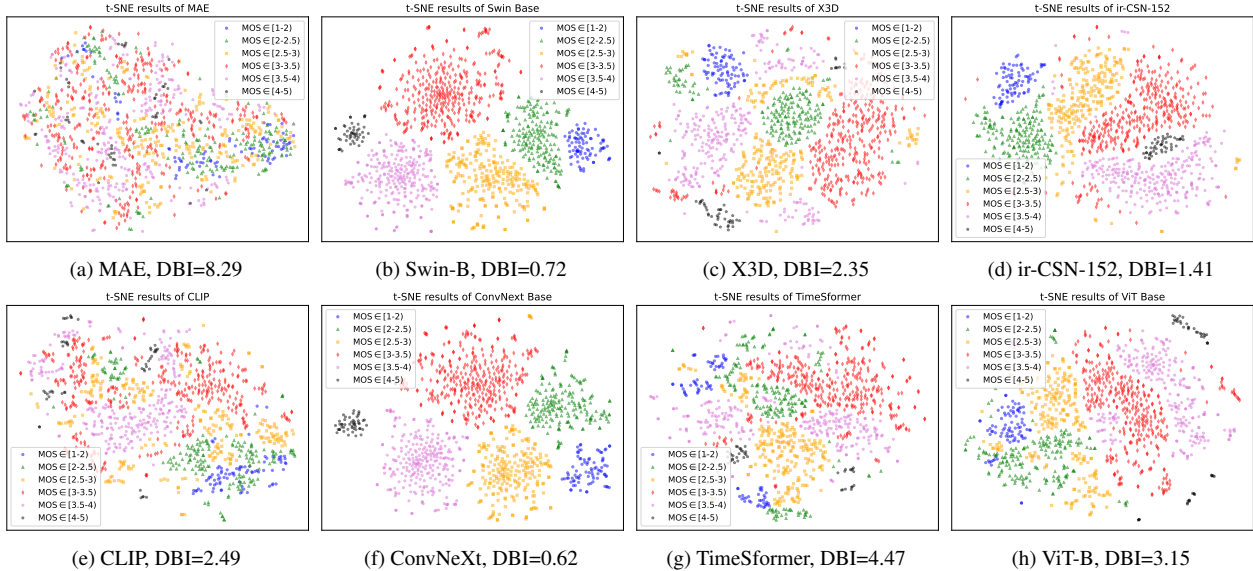 t-SNE results of MAE
MOS∈[1-2)
MOS∈[2-2.5)
MOS∈[2.5-3)
MOS∈[3-3.5)
MOS∈[3.5-4)
MOS∈[4-5)
(a) MAE, DBI=8.29
t-SNE results of Swin Base
MOS∈[1-2)
MOS∈[2-2.5)
MOS∈[2.5-3)
MOS∈[3-3.5)
MOS∈[3.5-4)
MOS∈[4-5)
(b) Swin-B, DBI=0.72
t-SNE results of X3D
MOS∈[1-2)
MOS∈[2-2.5)
MOS∈[2.5-3)
MOS∈[3-3.5)
MOS∈[3.5-4)
MOS∈[4-5)
(c) X3D, DBI=2.35
t-SNE results of ir-CSN-152
MOS∈[1-2)
MOS∈[2-2.5)
MOS∈[2.5-3)
MOS∈[3-3.5)
MOS∈[3.5-4)
MOS∈[4-5)
(d) ir-CSN-152, DBI=1.41
t-SNE results of CLIP
MOS∈[1-2)
MOS∈[2-2.5)
MOS∈[2.5-3)
MOS∈[3-3.5)
MOS∈[3.5-4)
MOS∈[4-5)
(e) CLIP, DBI=2.49
t-SNE results of ConvNext Base
MOS∈[1-2)
MOS∈[2-2.5)
MOS∈[2.5-3)
MOS∈[3-3.5)
MOS∈[3.5-4)
MOS∈[4-5)
(f) ConvNeXt, DBI=0.62
t-SNE results of TimeSformer
MOS∈[1-2)
MOS∈[2-2.5)
MOS∈[2.5-3)
MOS∈[3-3.5)
MOS∈[3.5-4)
MOS∈[4-5)
(g) TimeSformer, DBI=4.47
t-SNE results of ViT Base
MOS∈[1-2)
MOS∈[2-2.5)
MOS∈[2.5-3)
MOS∈[3-3.5)
MOS∈[3.5-4)
MOS∈[4-5)
(h) ViT-B, DBI=3.15